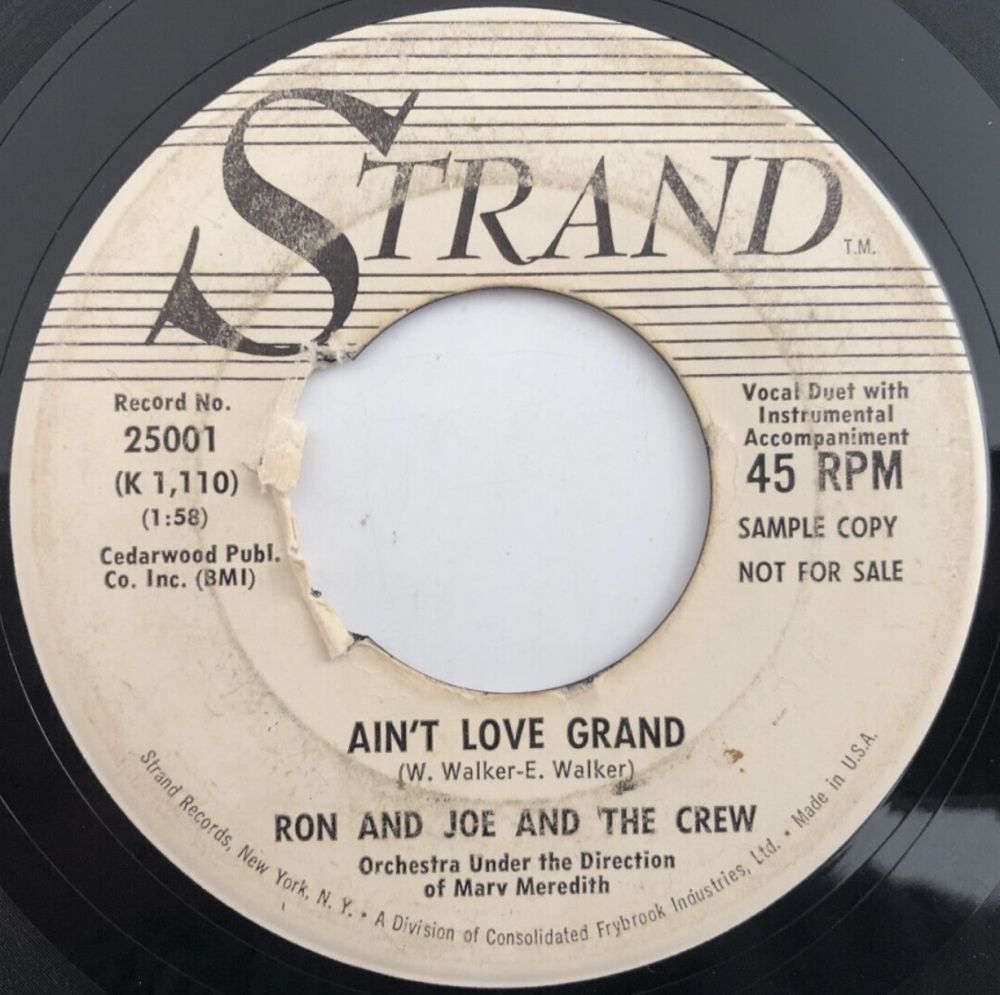 STRAND T.M.
Record No.
25001
(K 1,110)
(1:58)
Cedarwood Publ.
Co. Inc. (BMI)
Vocal Duet with
Instrumental
Accompaniment
45 RPM
SAMPLE COPY
NOT FOR SALE
AIN'T LOVE GRAND
(W. Walker-E. Walker)
RON AND JOE AND THE CREW
Orchestra Under the Direction
of Marv Meredith
Strand Records, New York, N. Y. • A Division of Consolidated Frybrook Industries, Ltd. • Made in U.S.A.